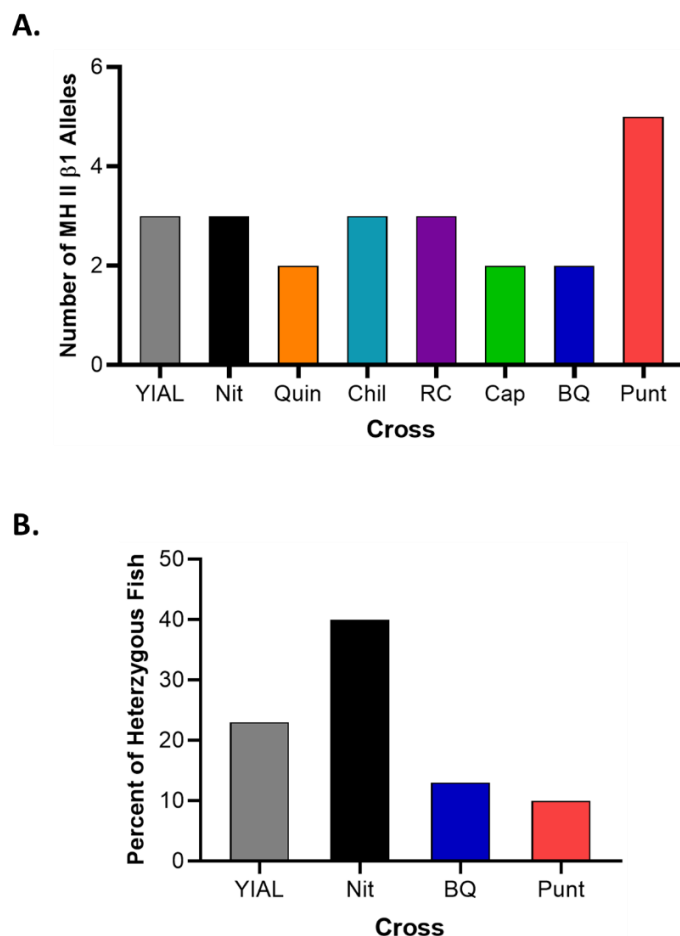 A.
Number of MH II β1 Alleles
6
4
2
0
YIAL Nit Quin Chil RC Cap BQ Punt
Cross
B.
Percent of Heterzygous Fish
50
40
30
20
10
0
YIAL Nit BQ Punt
Cross